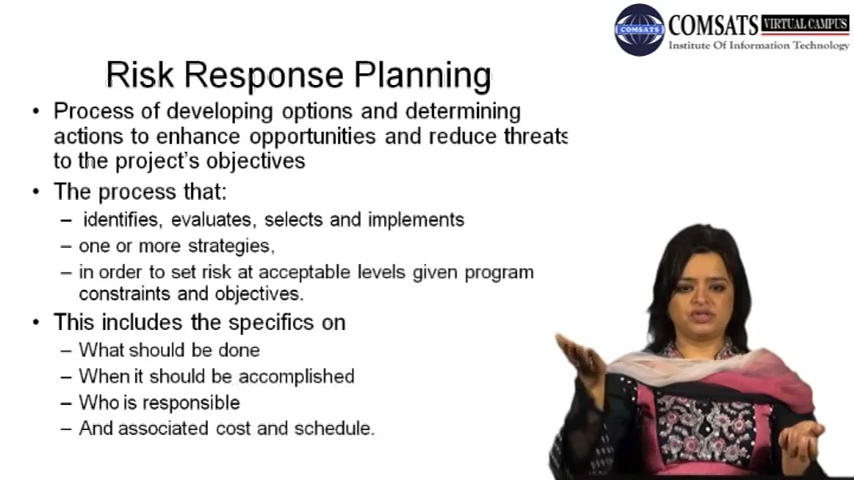 COMSATS VIRTUAL CAMPUS
Institute Of Information Technology
Risk Response Planning
• Process of developing options and determining
actions to enhance opportunities and reduce threats
to the project's objectives
• The process that:
– identifies, evaluates, selects and implements
– one or more strategies,
– in order to set risk at acceptable levels given program
constraints and objectives.
• This includes the specifics on
– What should be done
– When it should be accomplished
– Who is responsible
– And associated cost and schedule.